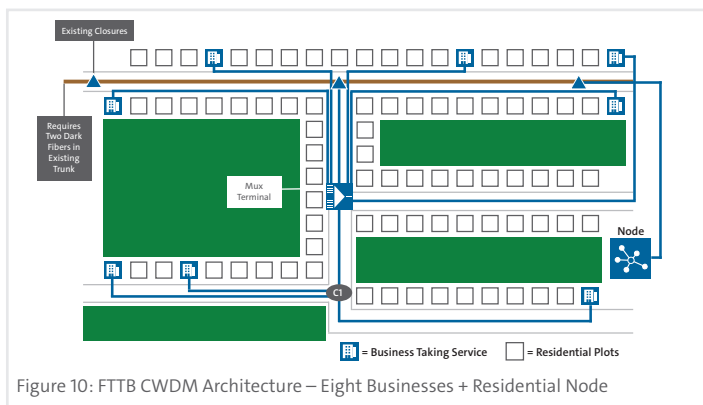 Existing Closures
Requires
Two Dark
Fibers in
Existing
Trunk
Mux
Terminal
Node
C1
= Business Taking Service
= Residential Plots
Figure 10: FTTB CWDM Architecture – Eight Businesses + Residential Node